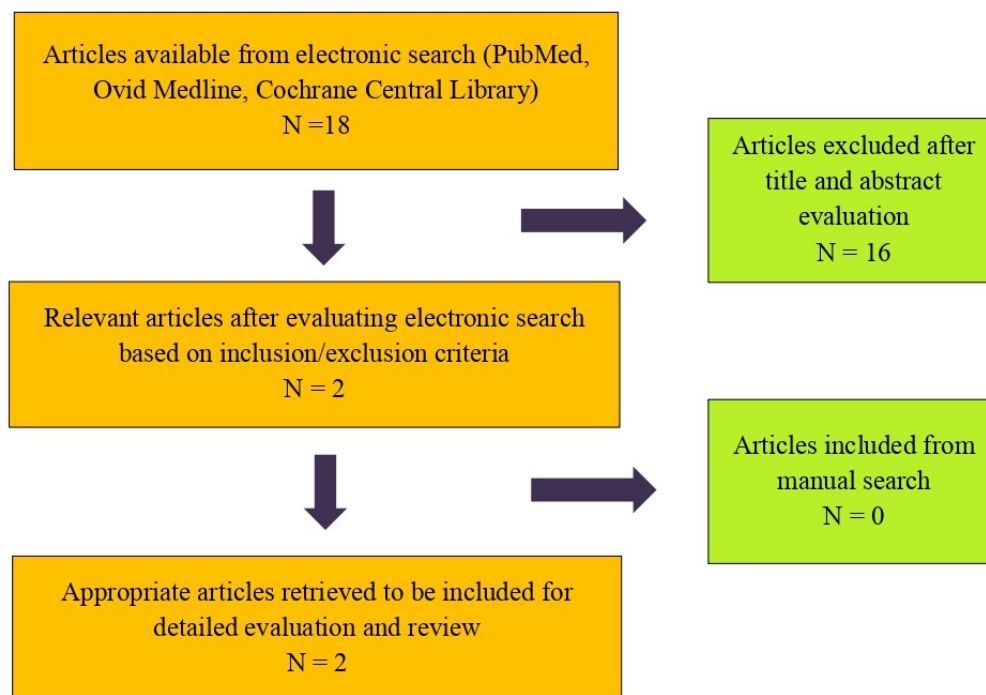 Articles available from electronic search (PubMed,
Ovid Medline, Cochrane Central Library)
N =18
Articles excluded after
title and abstract
evaluation
N = 16
Relevant articles after evaluating electronic search
based on inclusion/exclusion criteria
N = 2
Articles included from
manual search
N = 0
Appropriate articles retrieved to be included for
detailed evaluation and review
N = 2